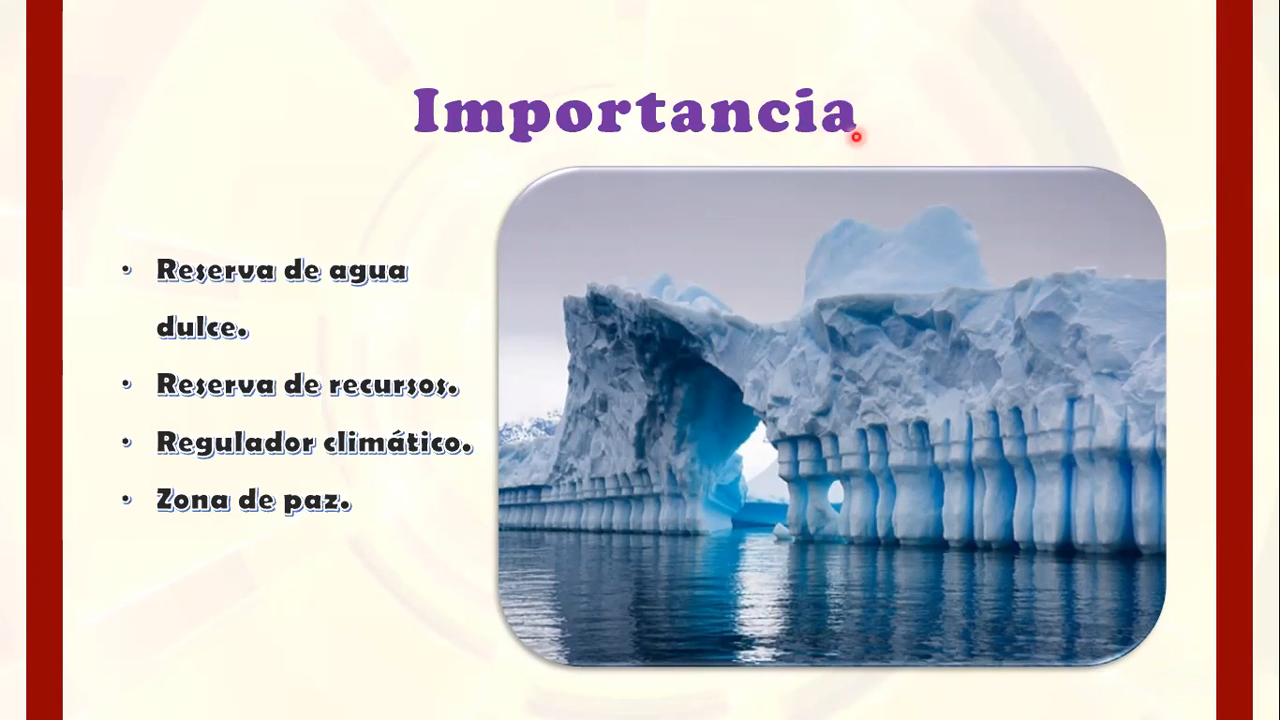 Importancia
• Reserva de agua
dulce.
• Reserva de recursos.
• Regulador climático.
• Zona de paz.